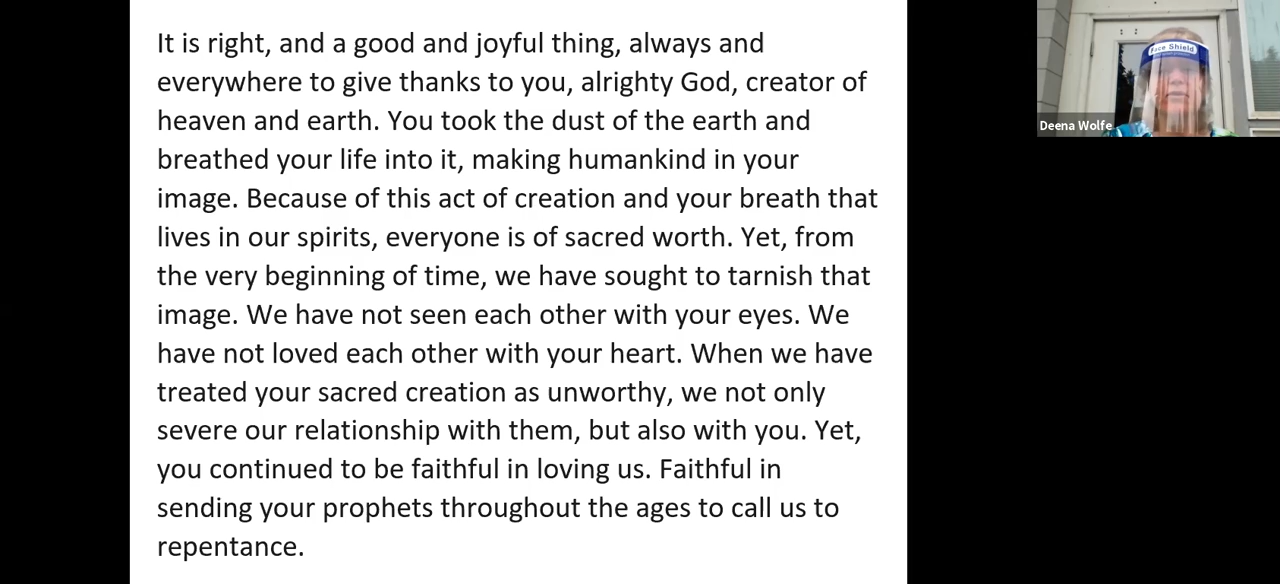 It is right, and a good and joyful thing, always and
everywhere to give thanks to you, alrighty God, creator of
heaven and earth. You took the dust of the earth and
breathed your life into it, making humankind in your
image. Because of this act of creation and your breath that
lives in our spirits, everyone is of sacred worth. Yet, from
the very beginning of time, we have sought to tarnish that
image. We have not seen each other with your eyes. We
have not loved each other with your heart. When we have
treated your sacred creation as unworthy, we not only
severe our relationship with them, but also with you. Yet,
you continued to be faithful in loving us. Faithful in
sending your prophets throughout the ages to call us to
repentance.
Face Shield
Deena Wolfe